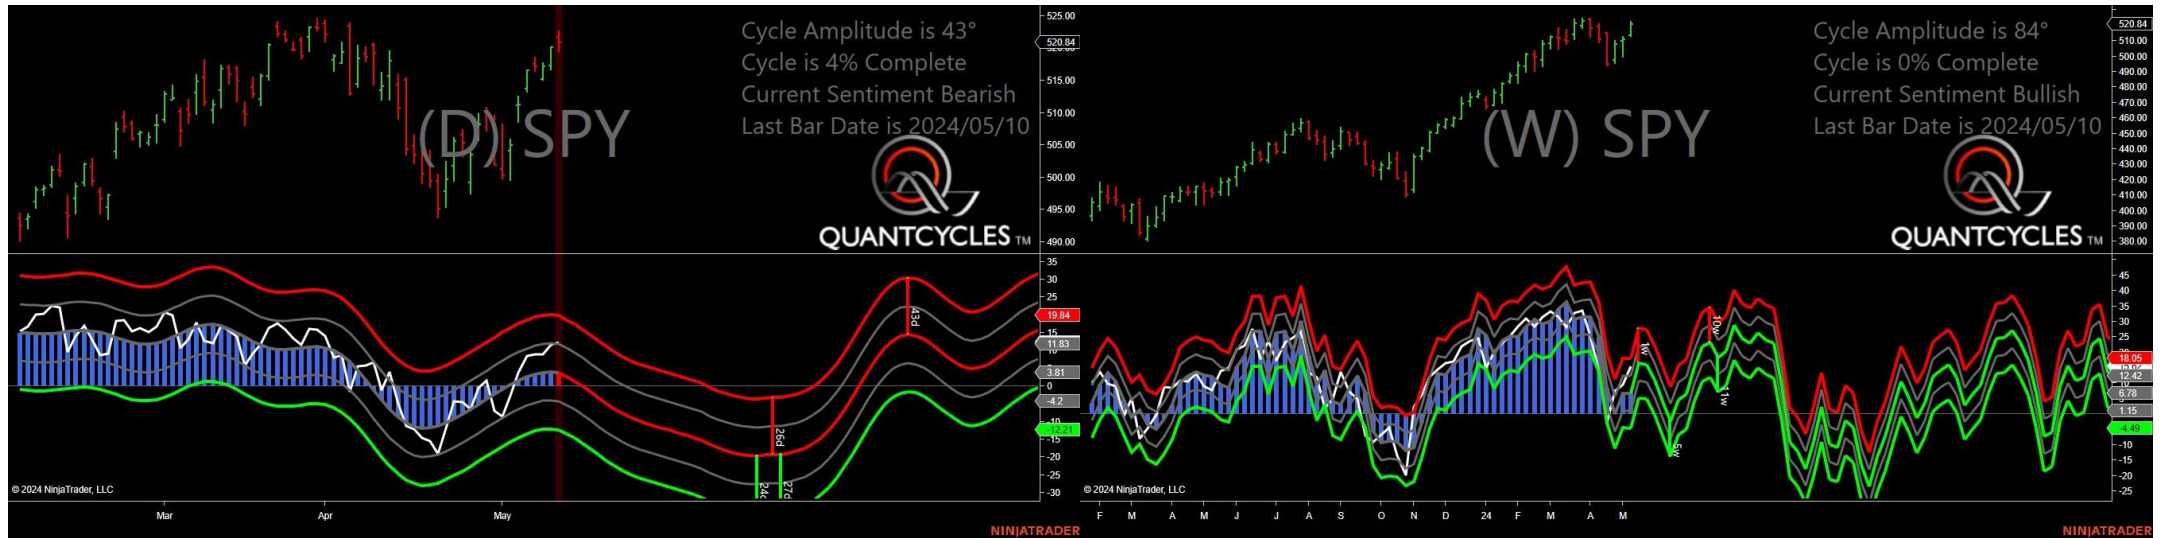 Cycle Amplitude is 43°
Cycle is 4% Complete
Current Sentiment Bearish
Last Bar Date is 2024/05/10
(D) SPY
QUANTCYCLES TM
525.00
520.84
515.00
510.00
505.00
500.00
495.00
490.00
35
30
25
19.84
15
11.83
3.81
0
-4.2
-12.21
-15
-20
-25
-30
43d
26d
27d
© 2024 NinjaTrader, LLC
Mar Apr May
NINJATRADER
Cycle Amplitude is 84°
Cycle is 0% Complete
Current Sentiment Bullish
Last Bar Date is 2024/05/10
(W) SPY
QUANTCYCLES TM
520.84
510.00
500.00
490.00
480.00
470.00
460.00
450.00
440.00
430.00
420.00
410.00
400.00
390.00
380.00
45
40
35
30
25
18.05
12.42
6.78
1.15
-4.49
-10
-15
-20
-25
1w
10w
11w
5w
© 2024 NinjaTrader, LLC
F M A M J J A S O N D 24 F M A M
NINJATRADER